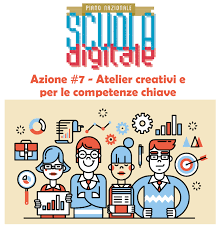 PIANO NAZIONALE
SCUOLA
digitale
Azione #7 - Atelier creativi e
per le competenze chiave